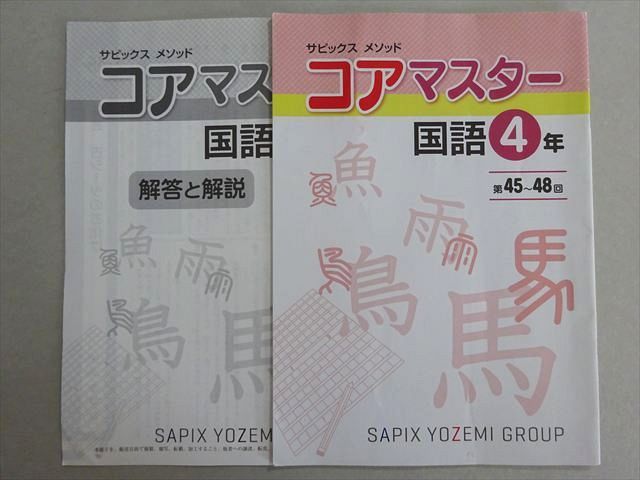 サピックス メソッド
コアマス
国語
解答と解説
魚
雨
鳥
馬
SAPIX YOZEMI
サピックス メソッド
コアマスター
国語4年
第45～48回
魚
雨
鳥
馬
SAPIX YOZEMI GROUP